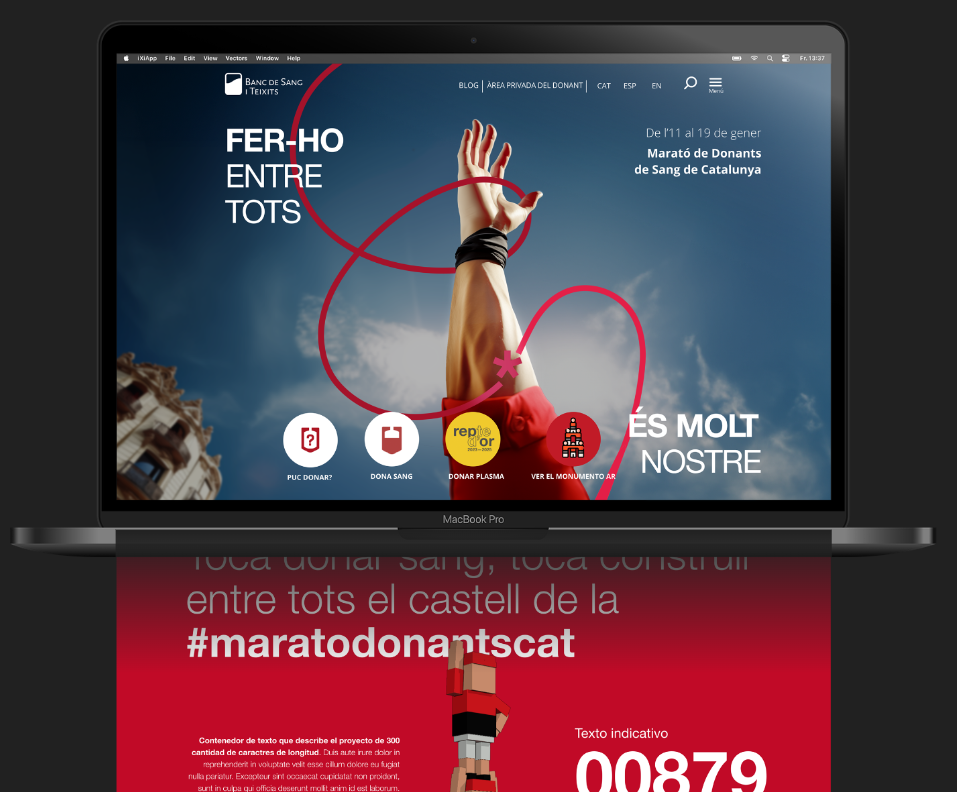 iXiApp File Edit View Vectors Window Help
Fr. 13:37
BANC DE SANG
I TEIXITS
BLOG
ÀREA PRIVADA DEL DONANT
CAT
ESP
EN
Menú
FER-HO
ENTRE
TOTS
De l'11 al 19 de gener
Marató de Donants
de Sang de Catalunya
repte
d'or
PUC DONAR?
DONA SANG
DONAR PLASMA
VER EL MONUMENTO AR
ÉS MOLT
NOSTRE
MacBook Pro
Toca donar sang, toca construir
entre tots el castell de la
#maratodonantscat
Contenedor de texto que describe el proyecto de 300
cantidad de caractres de longitud. Duis aute irure dolor in
reprehenderit in voluptate velit esse cillum dolore eu fugiat
nulla pariatur. Excepteur sint occaecat cupidatat non proident,
sunt in culpa qui officia deserunt mollit anim id est laborum.
Texto indicativo
00879